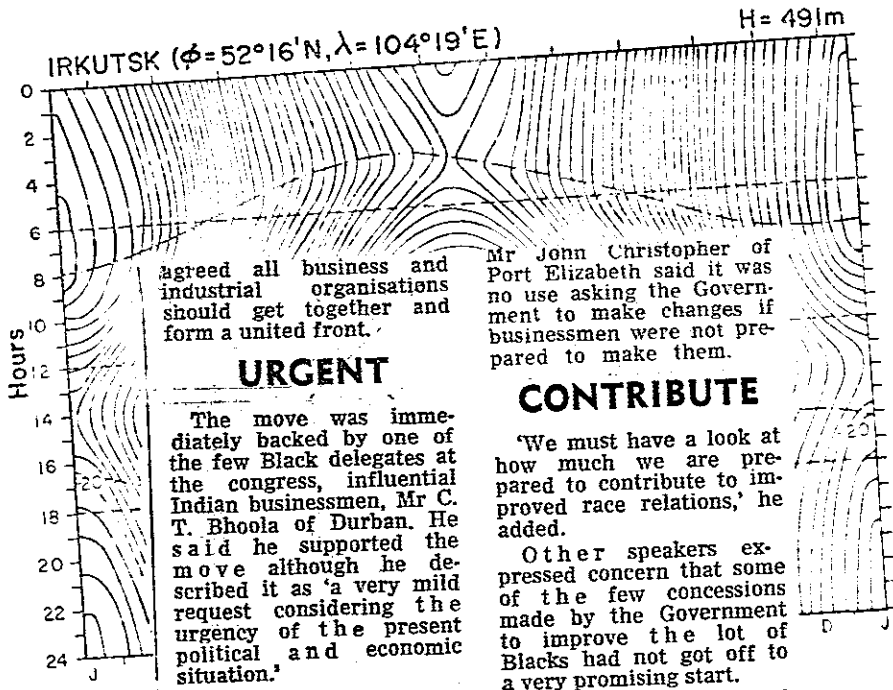 H= 491m
IRKUTSK (ϕ=52°16'N, λ=104°19'E)
0
2
4
6
8
10
12
14
16
18
20
22
24
Hours
J
-20
agreed all business and
industrial organisations
should get together and
form a united front.
URGENT
The move was imme-
diately backed by one of
the few Black delegates at
the congress, influential
Indian businessmen, Mr C.
T. Bhoola of Durban. He
said he supported the
move although he de-
scribed it as 'a very mild
request considering the
urgency of the present
political and economic
situation.'
Mr John Christopher of
Port Elizabeth said it was
no use asking the Govern-
ment to make changes if
businessmen were not pre-
pared to make them.
CONTRIBUTE
'We must have a look at
how much we are pre-
pared to contribute to im-
proved race relations,' he
added.
Other speakers ex-
pressed concern that some
of the few concessions
made by the Government
to improve the lot of
Blacks had not got off to
a very promising start.
-20
D
J